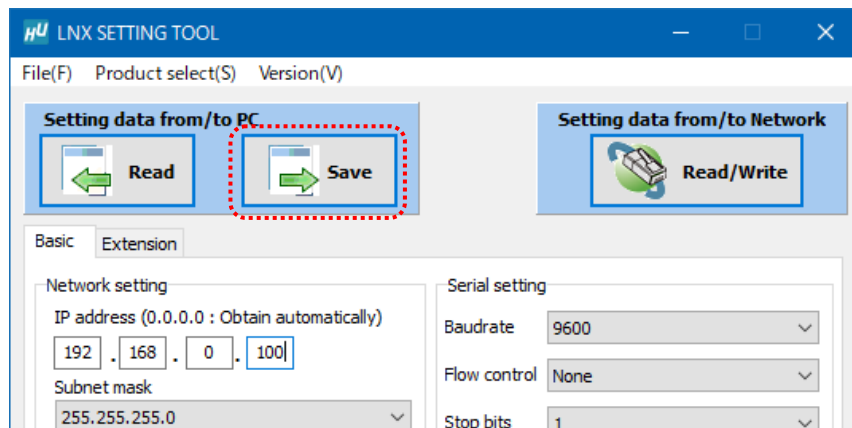 HU LNX SETTING TOOL
File(F) Product select(S) Version(V)
Setting data from/to PC
Read
Save
Setting data from/to Network
Read/Write
Basic
Extension
Network setting
IP address (0.0.0.0 : Obtain automatically)
192 . 168 . 0 . 100
Subnet mask
255.255.255.0
Serial setting
Baudrate 9600
Flow control None
Stop bits 1